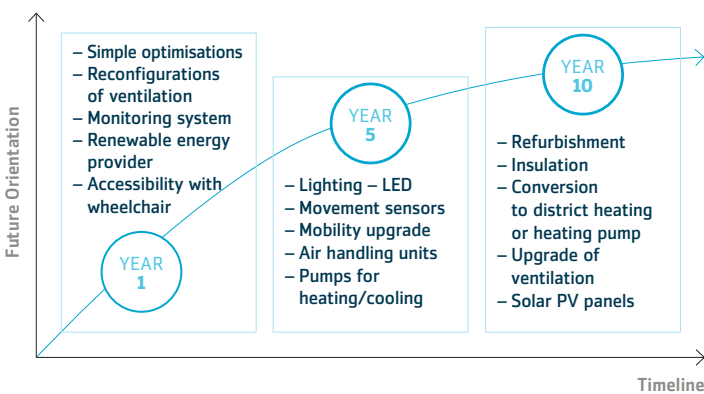 Future Orientation
– Simple optimisations
– Reconfigurations
of ventilation
– Monitoring system
– Renewable energy
provider
– Accessibility with
wheelchair
YEAR
1
YEAR
5
– Lighting – LED
– Movement sensors
– Mobility upgrade
– Air handling units
– Pumps for
heating/cooling
YEAR
10
– Refurbishment
– Insulation
– Conversion
to district heating
or heating pump
– Upgrade of
ventilation
– Solar PV panels
Timeline